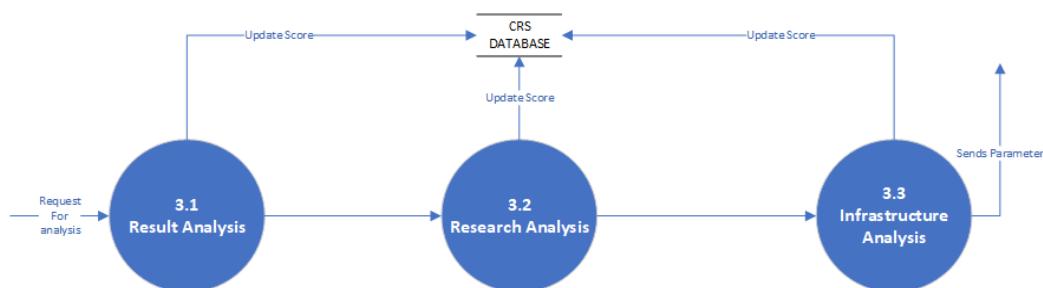 CRS
DATABASE
Update Score
Update Score
Update Score
Sends Parameter
Request
For
analysis
3.1
Result Analysis
3.2
Research Analysis
3.3
Infrastructure
Analysis